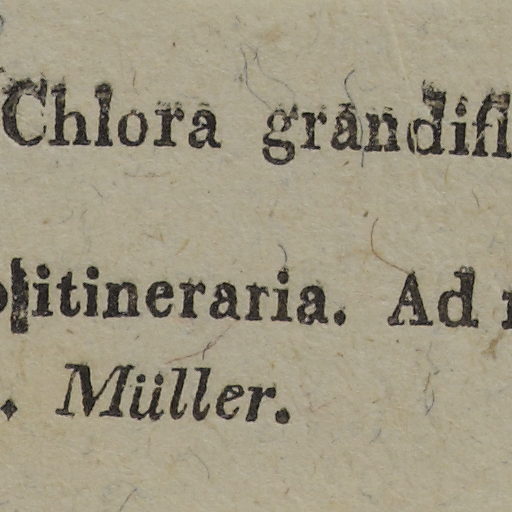 Chlora grandifl
itineraria. Ad
. Müller.